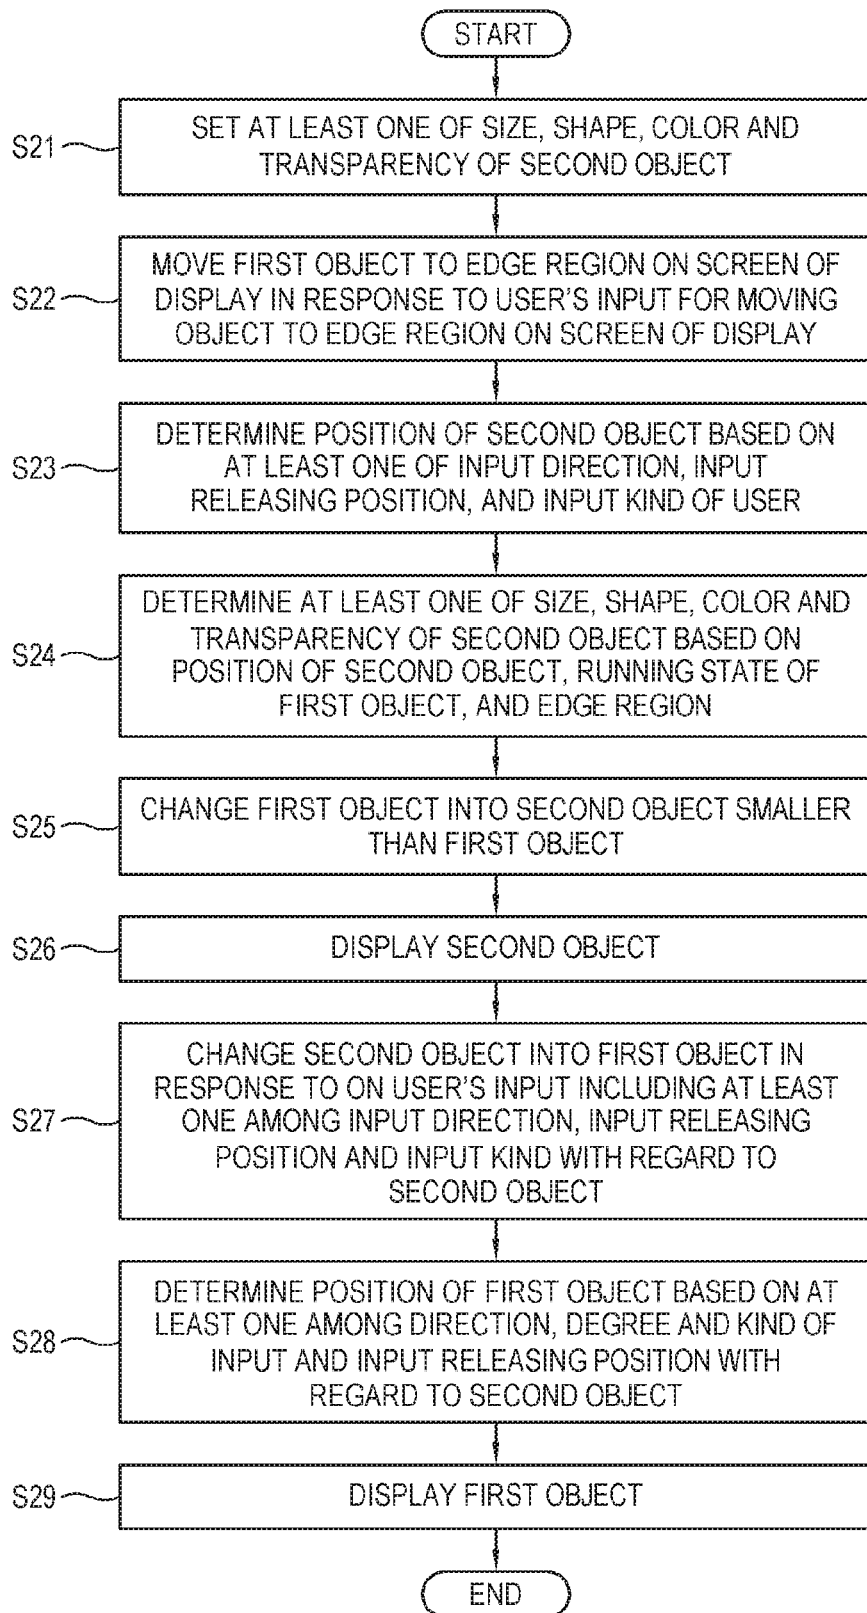 START
S21
SET AT LEAST ONE OF SIZE, SHAPE, COLOR AND
TRANSPARENCY OF SECOND OBJECT
S22
MOVE FIRST OBJECT TO EDGE REGION ON SCREEN OF
DISPLAY IN RESPONSE TO USER'S INPUT FOR MOVING
OBJECT TO EDGE REGION ON SCREEN OF DISPLAY
S23
DETERMINE POSITION OF SECOND OBJECT BASED ON
AT LEAST ONE OF INPUT DIRECTION, INPUT
RELEASING POSITION, AND INPUT KIND OF USER
S24
DETERMINE AT LEAST ONE OF SIZE, SHAPE, COLOR AND
TRANSPARENCY OF SECOND OBJECT BASED ON
POSITION OF SECOND OBJECT, RUNNING STATE OF
FIRST OBJECT, AND EDGE REGION
S25
CHANGE FIRST OBJECT INTO SECOND OBJECT SMALLER
THAN FIRST OBJECT
S26
DISPLAY SECOND OBJECT
S27
CHANGE SECOND OBJECT INTO FIRST OBJECT IN
RESPONSE TO ON USER'S INPUT INCLUDING AT LEAST
ONE AMONG INPUT DIRECTION, INPUT RELEASING
POSITION AND INPUT KIND WITH REGARD TO
SECOND OBJECT
S28
DETERMINE POSITION OF FIRST OBJECT BASED ON AT
LEAST ONE AMONG DIRECTION, DEGREE AND KIND OF
INPUT AND INPUT RELEASING POSITION WITH
REGARD TO SECOND OBJECT
S29
DISPLAY FIRST OBJECT
END